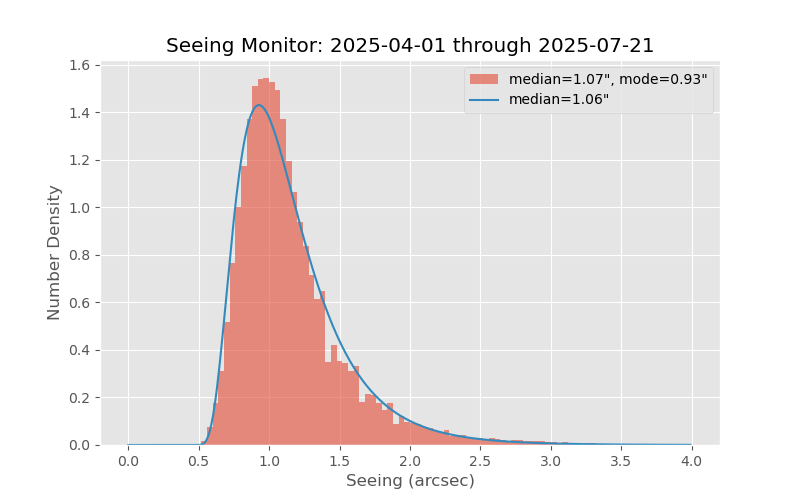 Seeing Monitor: 2025-04-01 through 2025-07-21
median=1.07", mode=0.93"
median=1.06"
Number Density
1.6
1.4
1.2
1.0
0.8
0.6
0.4
0.2
0.0
0.0 0.5 1.0 1.5 2.0 2.5 3.0 3.5 4.0
Seeing (arcsec)